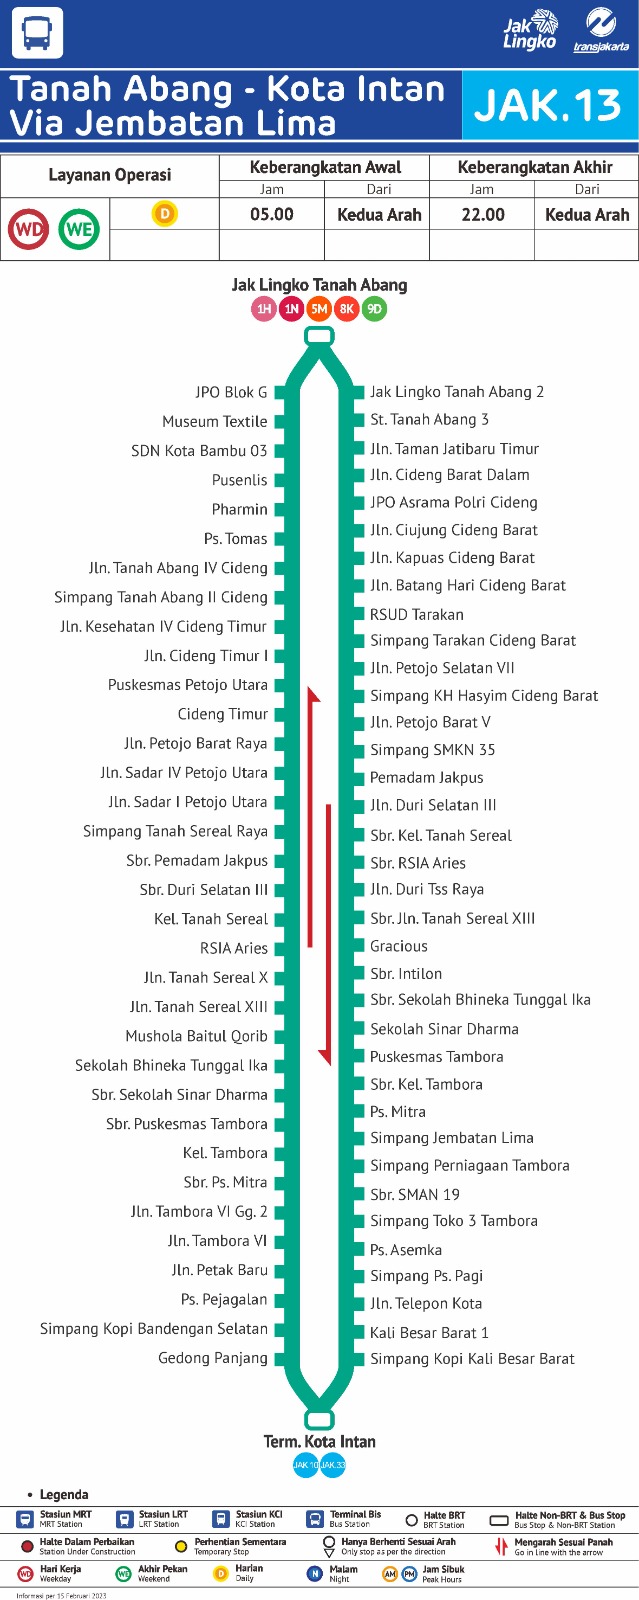 Jak
Lingko
transjakarta
Tanah Abang - Kota Intan
Via Jembatan Lima
JAK.13
Layanan Operasi
Keberangkatan Awal
Keberangkatan Akhir
Jam
Dari
Jam
Dari
WD
WE
D
05.00
Kedua Arah
22.00
Kedua Arah
Jak Lingko Tanah Abang
1H
1N
5M
8K
9D
JPO Blok G
Museum Textile
SDN Kota Bambu 03
Pusenlis
Pharmin
Ps. Tomas
Jln. Tanah Abang IV Cideng
Simpang Tanah Abang II Cideng
Jln. Kesehatan IV Cideng Timur
Jln. Cideng Timur I
Puskesmas Petojo Utara
Cideng Timur
Jln. Petojo Barat Raya
Jln. Sadar IV Petojo Utara
Jln. Sadar I Petojo Utara
Simpang Tanah Sereal Raya
Sbr. Pemadam Jakpus
Sbr. Duri Selatan III
Kel. Tanah Sereal
RSIA Aries
Jln. Tanah Sereal X
Jln. Tanah Sereal XIII
Mushola Baitul Qorib
Sekolah Bhineka Tunggal Ika
Sbr. Sekolah Sinar Dharma
Sbr. Puskesmas Tambora
Kel. Tambora
Sbr. Ps. Mitra
Jln. Tambora VI Gg. 2
Jln. Tambora VI
Jln. Petak Baru
Ps. Pejagalan
Simpang Kopi Bandengan Selatan
Gedong Panjang
Jak Lingko Tanah Abang 2
St. Tanah Abang 3
Jln. Taman Jatibaru Timur
Jln. Cideng Barat Dalam
JPO Asrama Polri Cideng
Jln. Ciujung Cideng Barat
Jln. Kapuas Cideng Barat
Jln. Batang Hari Cideng Barat
RSUD Tarakan
Simpang Tarakan Cideng Barat
Jln. Petojo Selatan VII
Simpang KH Hasyim Cideng Barat
Jln. Petojo Barat V
Simpang SMKN 35
Pemadam Jakpus
Jln. Duri Selatan III
Sbr. Kel. Tanah Sereal
Sbr. RSIA Aries
Jln. Duri Tss Raya
Sbr. Jln. Tanah Sereal XIII
Gracious
Sbr. Intilon
Sbr. Sekolah Bhineka Tunggal Ika
Sekolah Sinar Dharma
Puskesmas Tambora
Sbr. Kel. Tambora
Ps. Mitra
Simpang Jembatan Lima
Simpang Perniagaan Tambora
Sbr. SMAN 19
Simpang Toko 3 Tambora
Ps. Asemka
Simpang Ps. Pagi
Jln. Telepon Kota
Kali Besar Barat 1
Simpang Kopi Kali Besar Barat
Term. Kota Intan
JAK.10
JAK.33
• Legenda
Stasiun MRT
MRT Station
Stasiun LRT
LRT Station
Stasiun KCI
KCI Station
Terminal Bis
Bus Station
Halte BRT
BRT Station
Halte Non-BRT & Bus Stop
Bus Stop & Non-BRT Station
Halte Dalam Perbaikan
Station Under Construction
Perhentian Sementara
Temporary Stop
Hanya Berhenti Sesuai Arah
Only stop as per the direction
Mengarah Sesuai Panah
Go in line with the arrow
WD
Hari Kerja
Weekday
WE
Akhir Pekan
Weekend
D
Harian
Daily
N
Malam
Night
AM
PM
Jam Sibuk
Peak Hours
Informasi per 15 Februari 2023